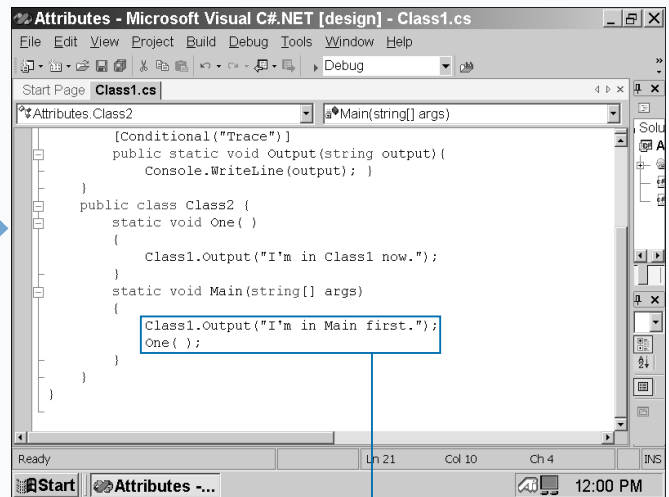 Attributes - Microsoft Visual C#.NET [design] - Class1.cs
File Edit View Project Build Debug Tools Window Help
Debug
Start Page Class1.cs
Attributes.Class2 Main(string[] args)
Solu
A
[Conditional("Trace")]
public static void Output(string output){
Console.WriteLine(output); }
}
public class Class2 {
static void One( )
{
Class1.Output("I'm in Class1 now.");
}
static void Main(string[] args)
{
Class1.Output("I'm in Main first.");
One( );
}
}
}
Ready Ln 21 Col 10 Ch 4 INS
Start Attributes -... 12:00 PM